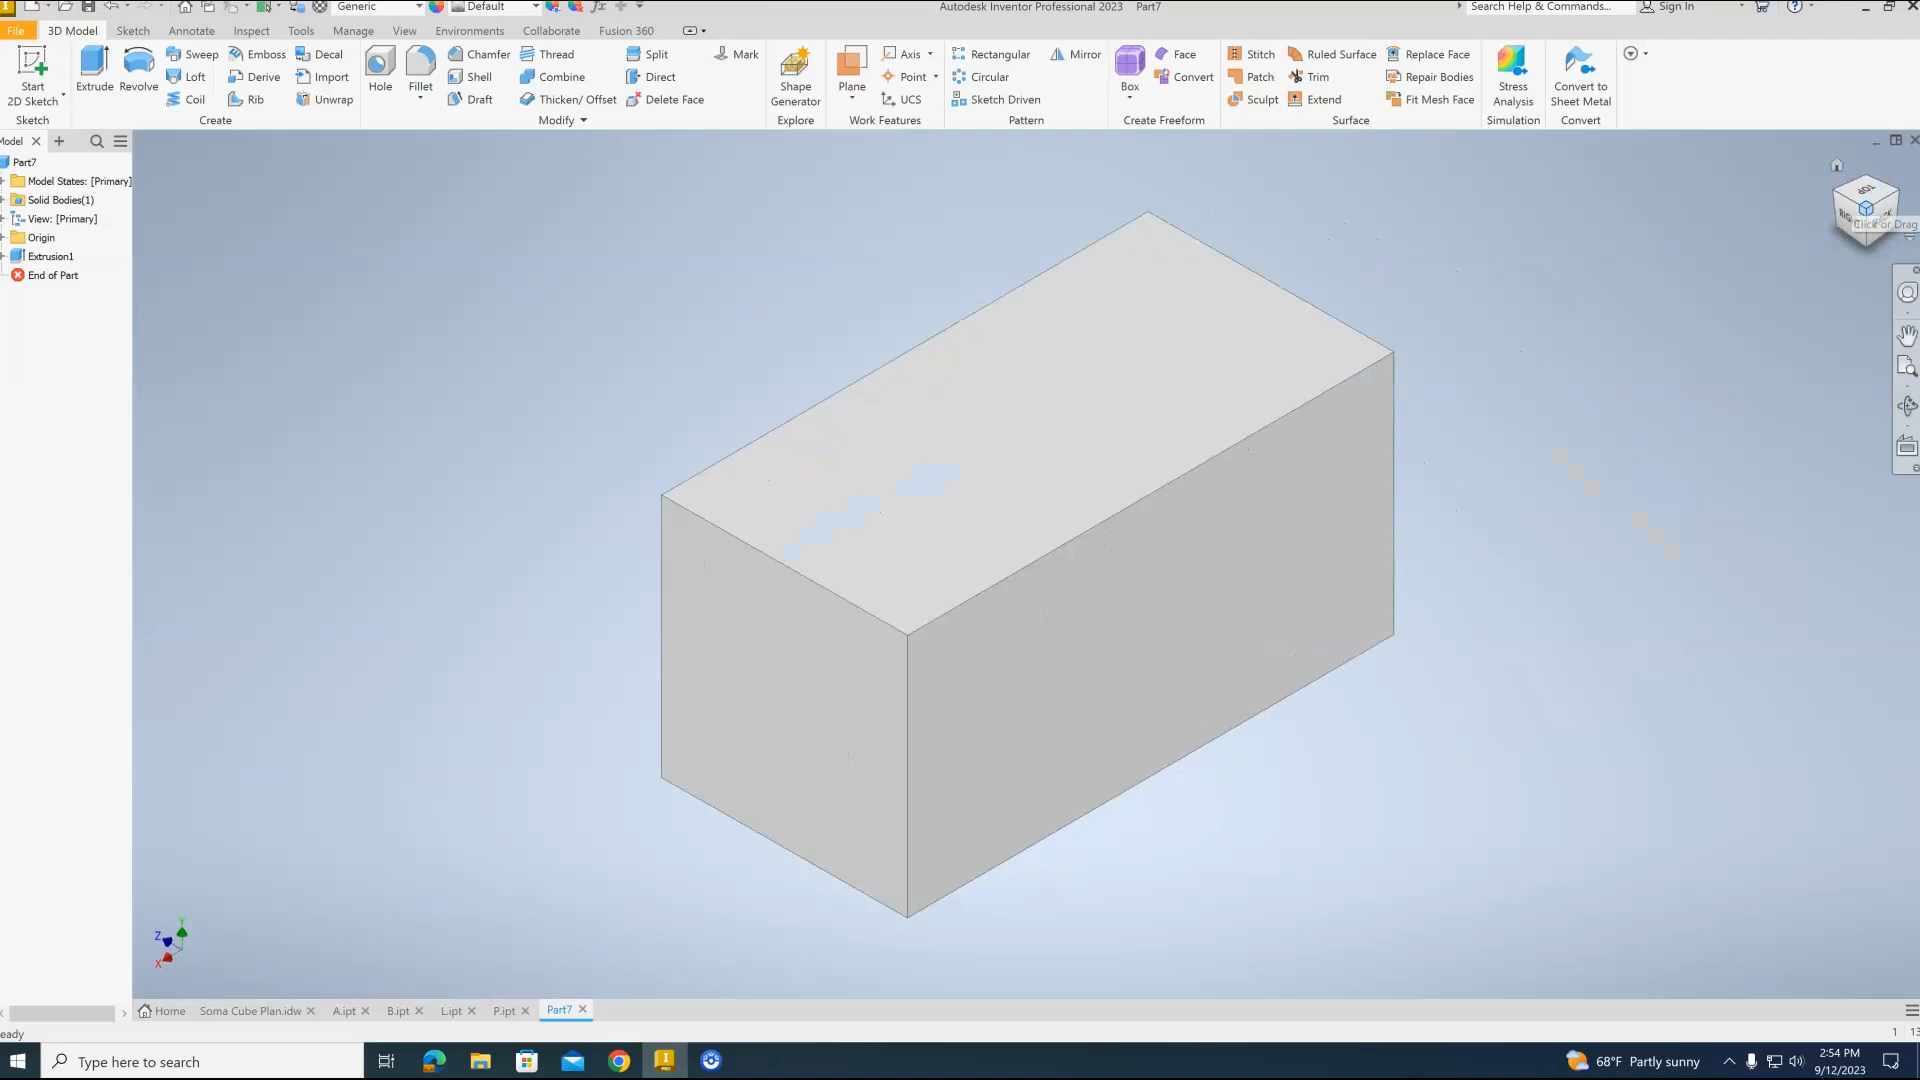 Generic
Default
Autodesk Inventor Professional 2023 Part7
Search Help & Commands...
Sign In
File 3D Model Sketch Annotate Inspect Tools Manage View Environments Collaborate Fusion 360
Start
2D Sketch
Extrude
Revolve
Sweep
Loft
Coil
Emboss
Derive
Rib
Decal
Import
Unwrap
Hole
Fillet
Chamfer
Shell
Draft
Thread
Combine
Thicken/ Offset
Split
Direct
Delete Face
Mark
Shape
Generator
Plane
Axis
Point
UCS
Rectangular
Circular
Sketch Driven
Mirror
Box
Face
Convert
Stitch
Patch
Sculpt
Ruled Surface
Trim
Extend
Replace Face
Repair Bodies
Fit Mesh Face
Stress
Analysis
Convert to
Sheet Metal
Sketch Create Modify Explore Work Features Pattern Create Freeform Surface Simulation Convert
Model
Part7
Model States: [Primary]
Solid Bodies(1)
View: [Primary]
Origin
Extrusion1
End of Part
TOP
Click or Drag
Y
Z
X
Home Soma Cube Plan.idw A.ipt B.ipt L.ipt P.ipt Part7
eady
1 13
Type here to search
68°F Partly sunny
2:54 PM
9/12/2023